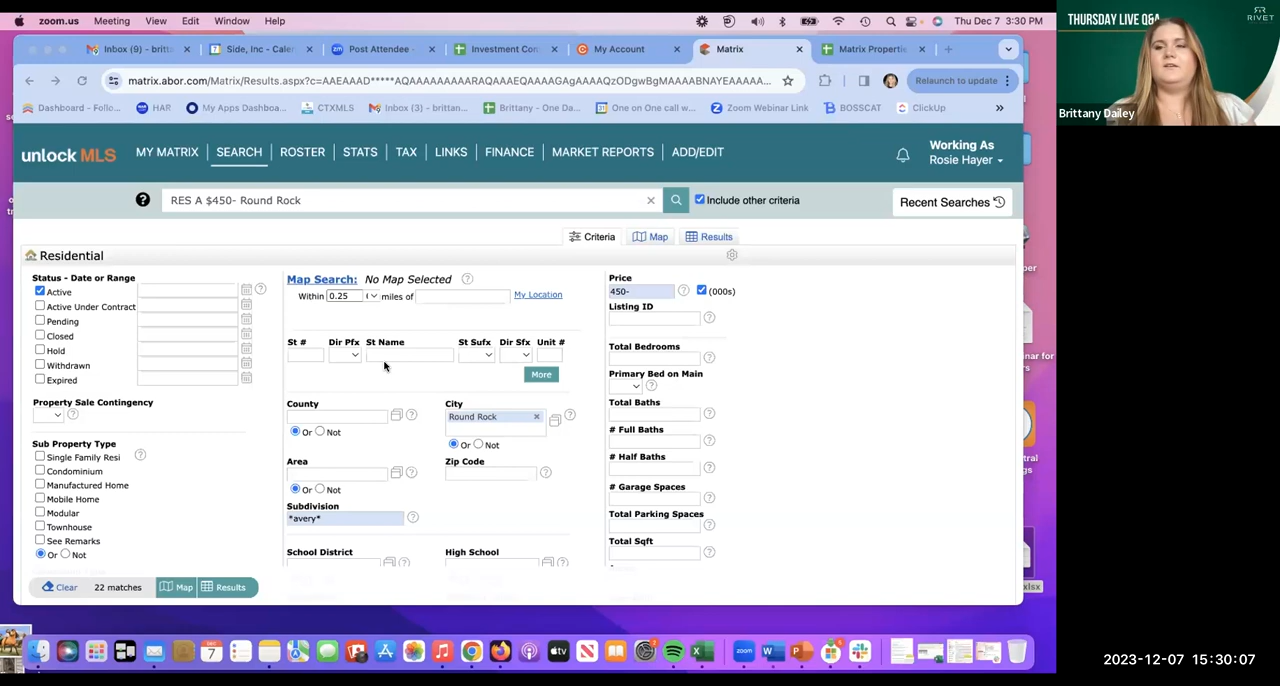 zoom.us Meeting View Edit Window Help Thu Dec 7 3:30 PM
THURSDAY LIVE Q&A RIVET
Inbox (9) - britt Side, Inc - Caler Post Attendee - Investment Con My Account Matrix Matrix Properti
matrix.abor.com/Matrix/Results.aspx?c=AAEAAAD*****AQAAAAAAAAARAQAAAEQAAAAGAgAAAAQzODgwBgMAAAABNAYEAAAAA... Relaunch to update
Dashboard - Follo... HAR My Apps Dashboa... CTXMLS Inbox (3) - brittan... Brittany - One Da... One on One call w... Zoom Webinar Link BOSSCAT ClickUp »
Brittany Dailey
unlock MLS MY MATRIX SEARCH ROSTER STATS TAX LINKS FINANCE MARKET REPORTS ADD/EDIT Working As
Rosie Hayer
? RES A $450- Round Rock Include other criteria Recent Searches
Criteria Map Results
Residential
Status - Date or Range
Active
Active Under Contract
Pending
Closed
Hold
Withdrawn
Expired
Property Sale Contingency
Sub Property Type
Single Family Resi
Condominium
Manufactured Home
Mobile Home
Modular
Townhouse
See Remarks
Or Not
Map Search: No Map Selected
Within 0.25 miles of My Location
St # Dir Pfx St Name St Sufx Dir Sfx Unit #
More
County City
Round Rock
Or Not Or Not
Area Zip Code
Or Not
Subdivision
*avery*
School District High School
Price
450- (000s)
Listing ID
Total Bedrooms
Primary Bed on Main
Total Baths
# Full Baths
# Half Baths
# Garage Spaces
Total Parking Spaces
Total Sqft
Clear 22 matches Map Results
2023-12-07 15:30:07